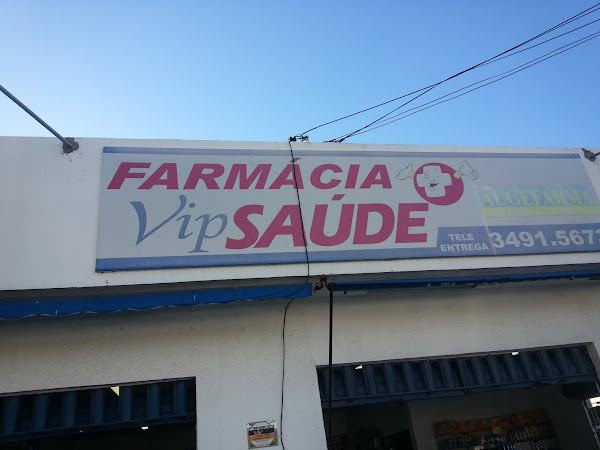 FARMÁCIA
VipSAÚDE
TELE
ENTREGA
3491.567